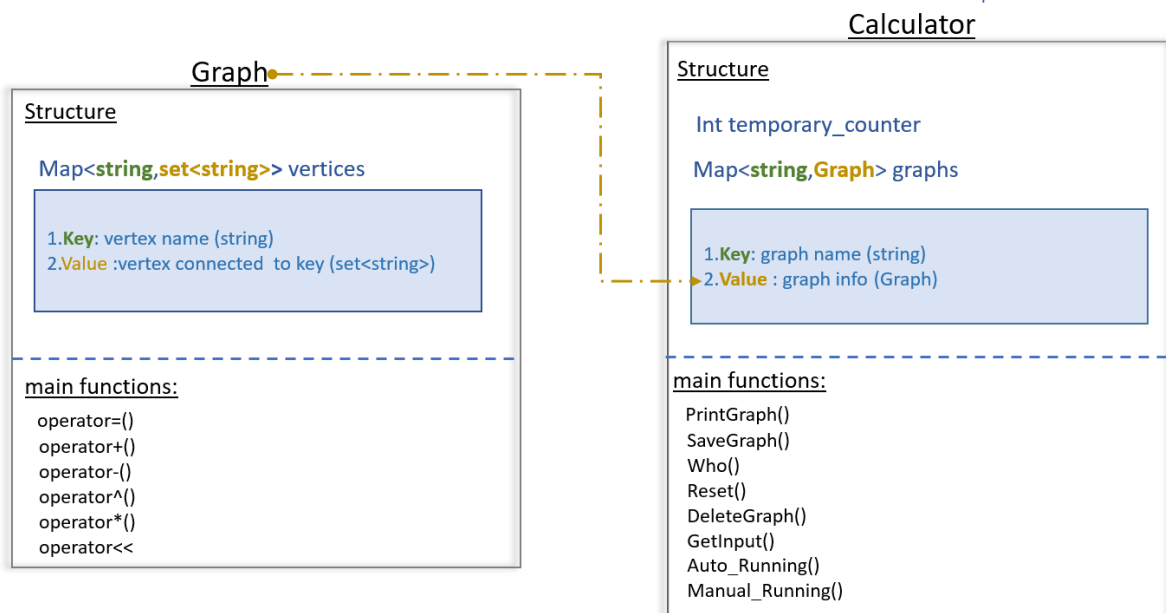 Graph
Structure
Map<string,set<string>> vertices
1.Key: vertex name (string)
2.Value :vertex connected  to key (set<string>)
main functions:
operator=()
operator+()
operator-()
operator^()
operator*()
operator<<
Calculator
Structure
Int temporary_counter
Map<string,Graph> graphs
1.Key: graph name (string)
2.Value : graph info (Graph)
main functions:
PrintGraph()
SaveGraph()
Who()
Reset()
DeleteGraph()
GetInput()
Auto_Running()
Manual_Running()